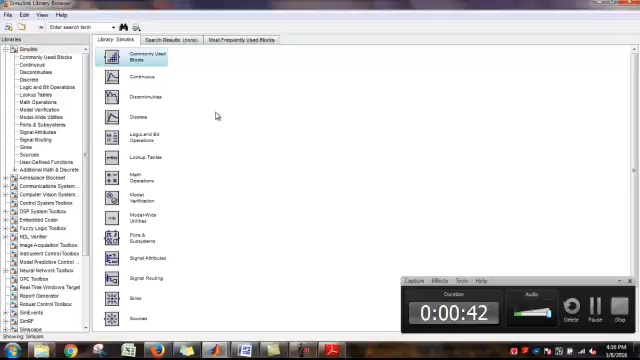 Simulink Library Browser
File Edit View Help
Enter search term
Libraries
Library: Simulink
Search Results: (none)
Most Frequently Used Blocks
Simulink
Commonly Used Blocks
Continuous
Discontinuities
Discrete
Logic and Bit Operations
Lookup Tables
Math Operations
Model Verification
Model-Wide Utilities
Ports & Subsystems
Signal Attributes
Signal Routing
Sinks
Sources
User-Defined Functions
Additional Math & Discrete
Aerospace Blockset
Communications System ...
Computer Vision System ...
Control System Toolbox
DSP System Toolbox
Embedded Coder
Fuzzy Logic Toolbox
HDL Verifier
Image Acquisition Toolbox
Instrument Control Toolbox
Model Predictive Control ...
Neural Network Toolbox
OPC Toolbox
Real-Time Windows Target
Report Generator
Robust Control Toolbox
SimEvents
SimRF
Simscape
Commonly Used
Blocks
Continuous
Discontinuities
Discrete
Logic and Bit
Operations
Lookup Tables
Math
Operations
Model
Verification
Model-Wide
Utilities
Ports &
Subsystems
Signal Attributes
Signal Routing
Sinks
Sources
Showing: Simulink
Capture Effects Tools Help
Duration
0:00:42
Audio
Delete
Pause
Stop
4:35 PM
1/8/2016